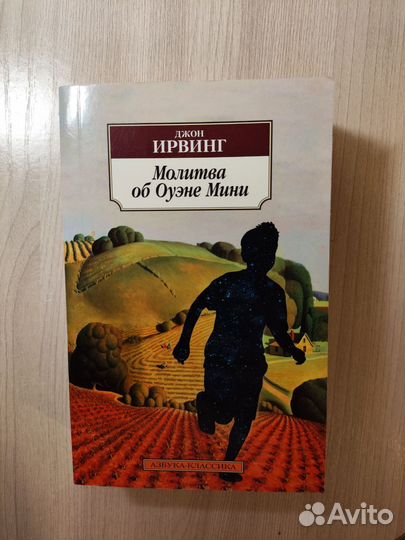 ДЖОН
ИРВИНГ
Молитва
об Оуэне Мини
АЗБУКА-КЛАССИКА
Avito